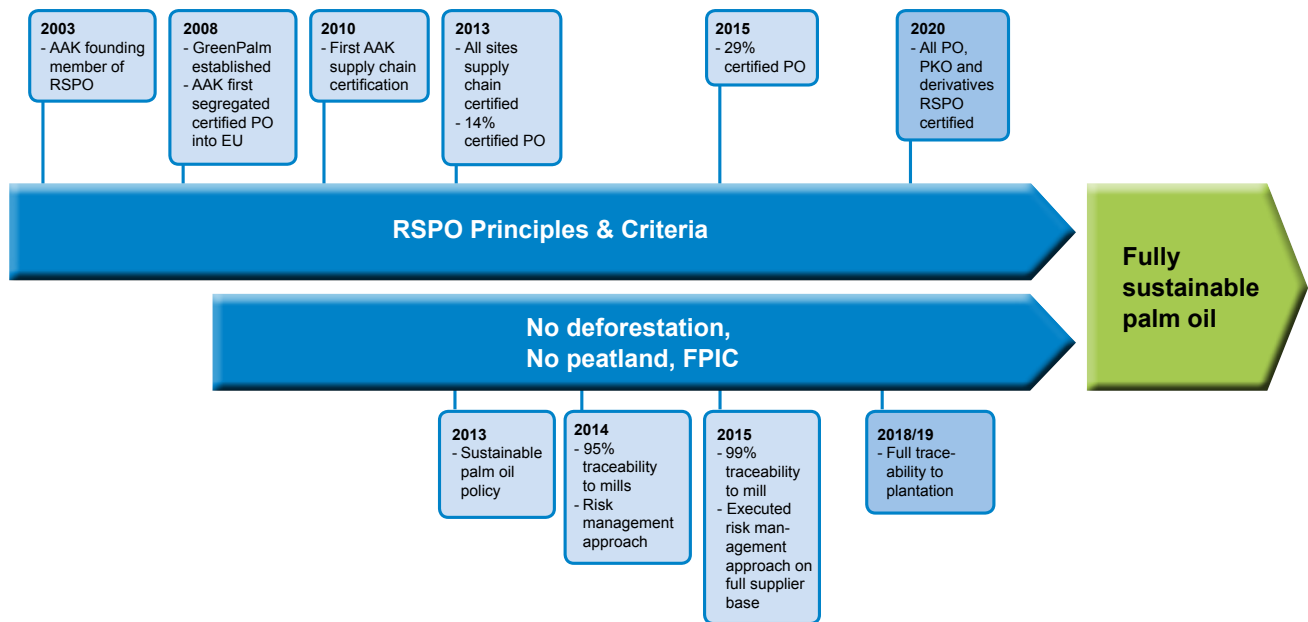 2003
- AAK founding
member of
RSPO
2008
- GreenPalm
established
- AAK first
segregated
certified PO
into EU
2010
- First AAK
supply chain
certification
2013
- All sites
supply
chain
certified
- 14%
certified PO
2015
- 29%
certified PO
2020
- All PO,
PKO and
derivatives
RSPO
certified
RSPO Principles & Criteria
Fully
sustainable
palm oil
No deforestation,
No peatland, FPIC
2013
- Sustainable
palm oil
policy
2014
- 95%
traceability
to mills
- Risk
management
approach
2015
- 99%
traceability
to mill
- Executed
risk man-
agement
approach on
full supplier
base
2018/19
- Full trace-
ability to
plantation